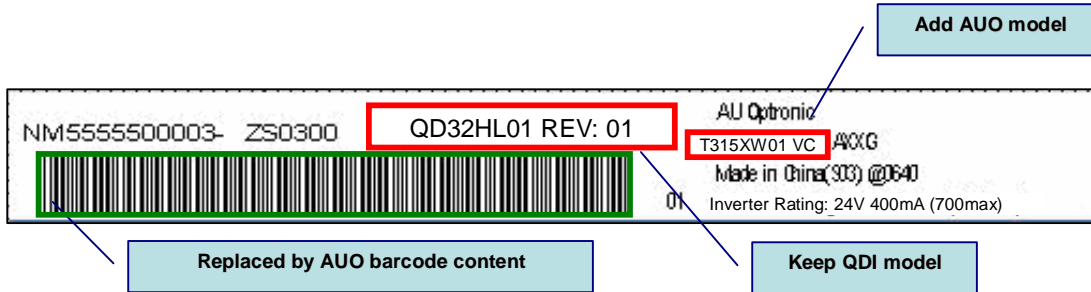 Add AUO model
NM5555500003- ZS0300
QD32HL01 REV: 01
AU Optronic
T315XW01 VC
Made in China(S03) @0640
01
Inverter Rating: 24V 400mA (700max)
Replaced by AUO barcode content
Keep QDI model